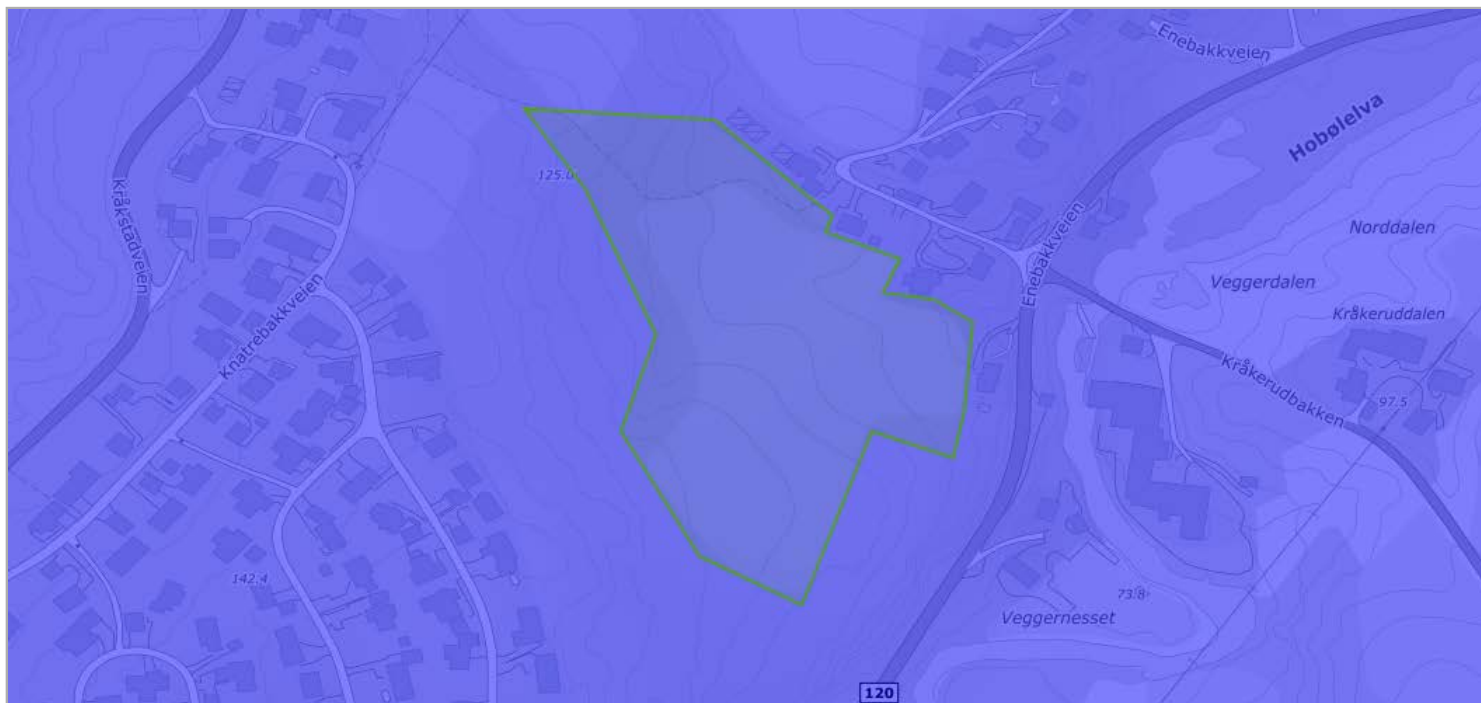 Enebakkveien
Hobølelva
125.0
Kråkstadveien
Norddalen
Enebakkveien
Veggerdalen
Kråkeruddalen
Knatrebakkveien
Kråkerudbakken
97.5
142.4
73.8
Veggernesset
120